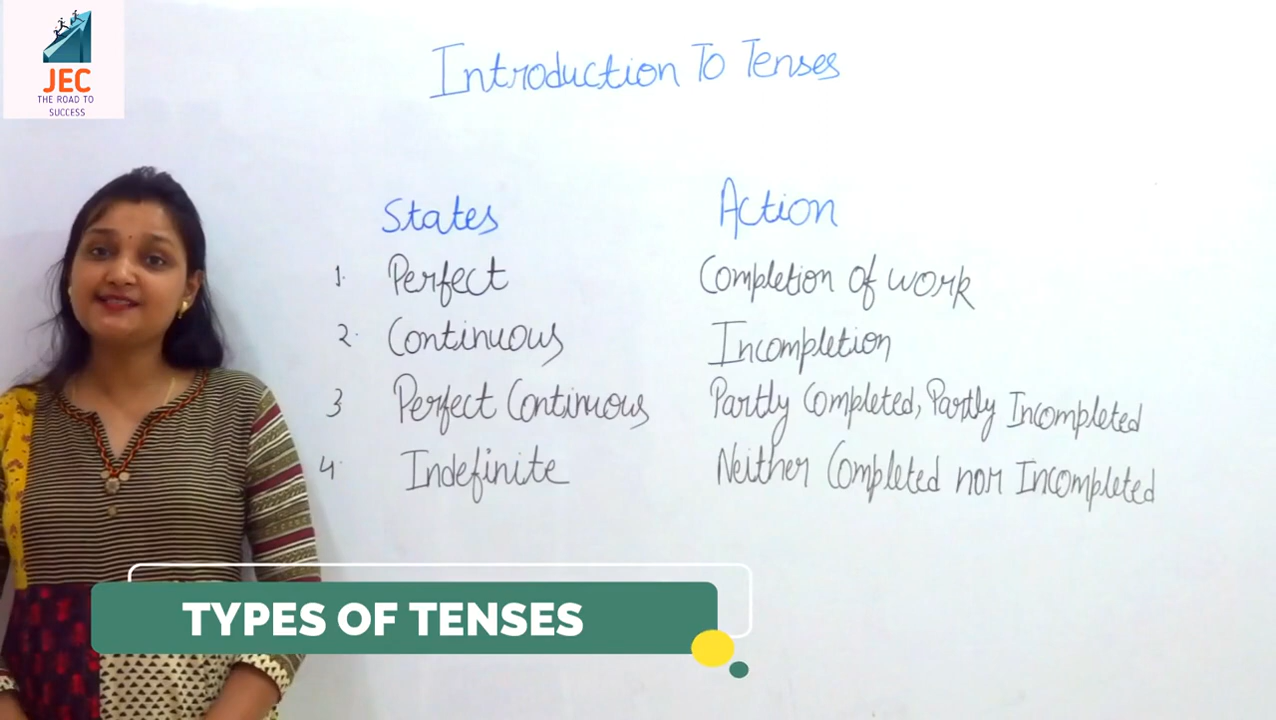 JEC
THE ROAD TO
SUCCESS
Introduction To Tenses
States Action
1. Perfect Completion of work
2. Continuous Incompletion
3 Perfect Continuous Partly Completed, Partly Incompleted
4. Indefinite Neither Completed nor Incompleted
TYPES OF TENSES